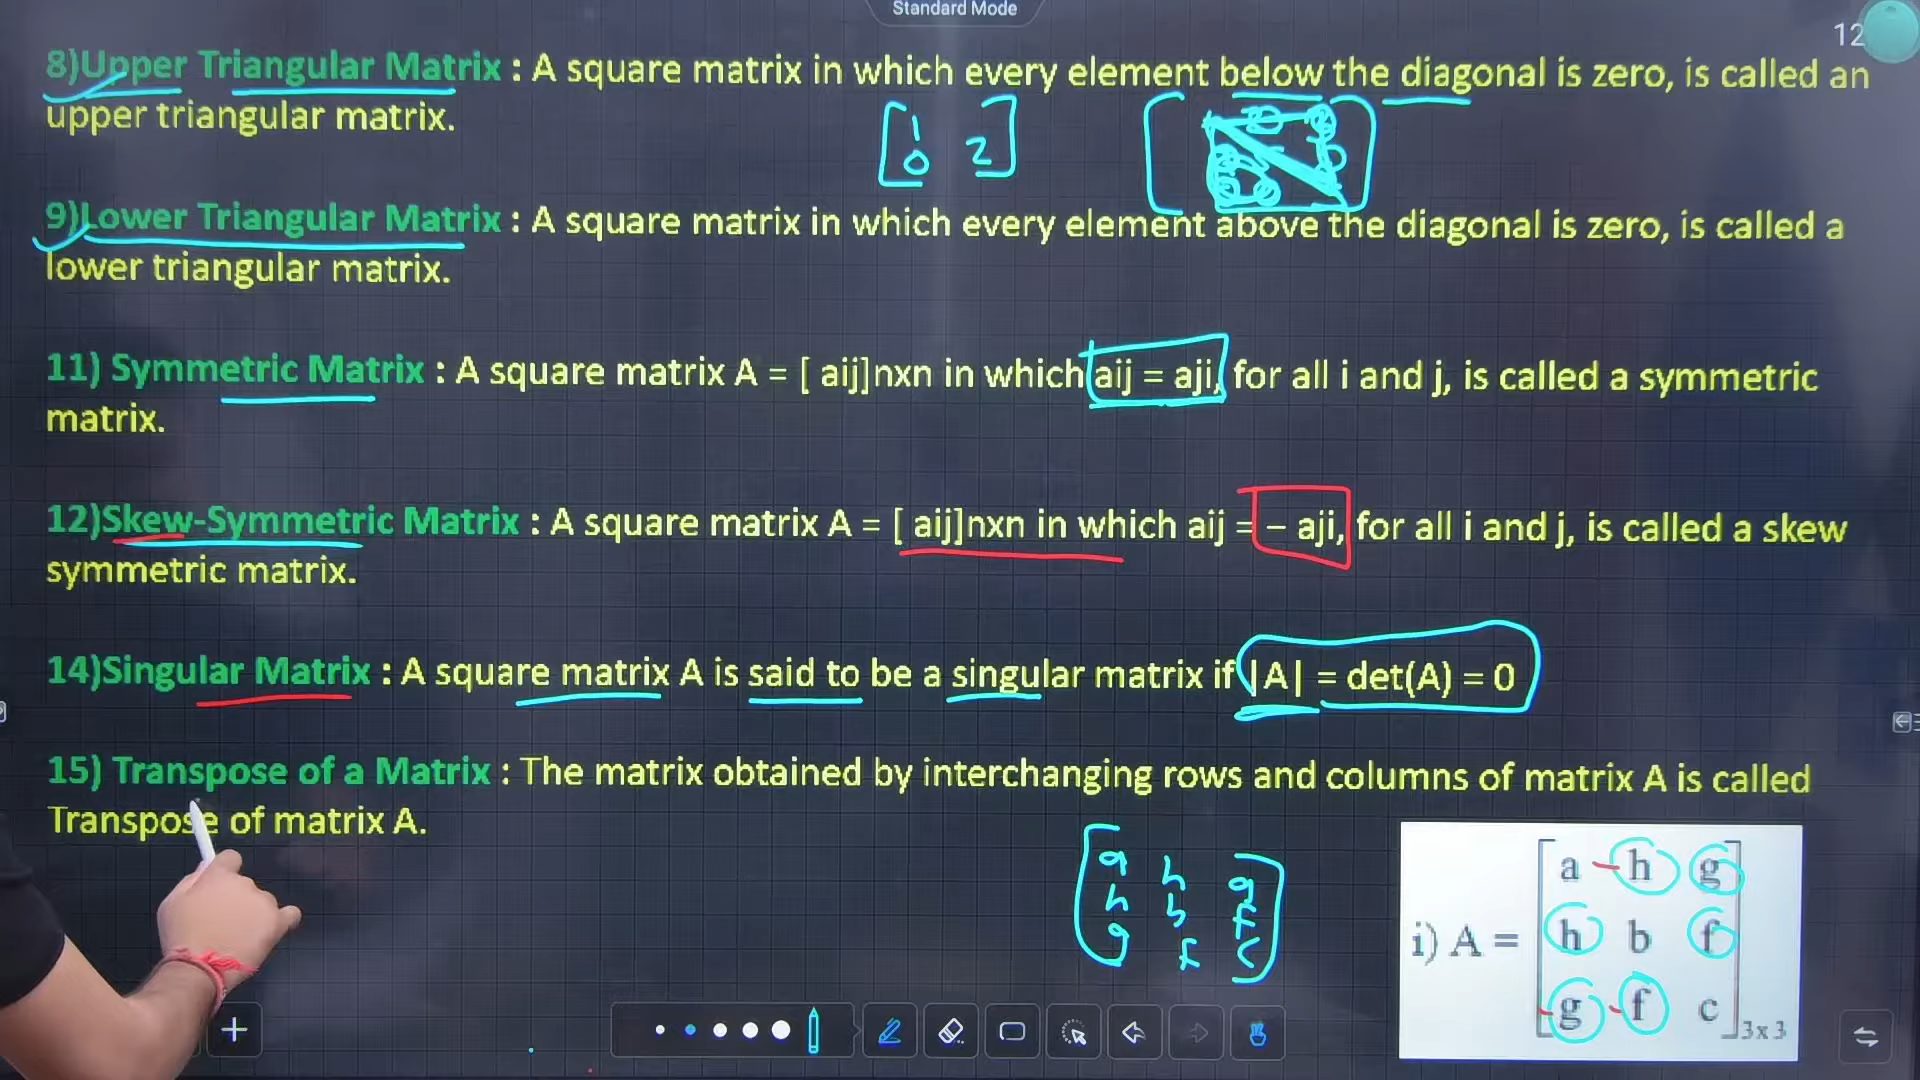 Standard Mode
12
8)Upper Triangular Matrix : A square matrix in which every element below the diagonal is zero, is called an
upper triangular matrix.
1
0 2
9)Lower Triangular Matrix : A square matrix in which every element above the diagonal is zero, is called a
lower triangular matrix.
11) Symmetric Matrix : A square matrix A = [ aij]nxn in which aij = aji, for all i and j, is called a symmetric
matrix.
12)Skew-Symmetric Matrix : A square matrix A = [ aij]nxn in which aij = – aji, for all i and j, is called a skew
symmetric matrix.
14)Singular Matrix : A square matrix A is said to be a singular matrix if |A| = det(A) = 0
15) Transpose of a Matrix : The matrix obtained by interchanging rows and columns of matrix A is called
Transpose of matrix A.
a h g
h b f
g f c
a h g
i) A = h b f
g f c
3x3